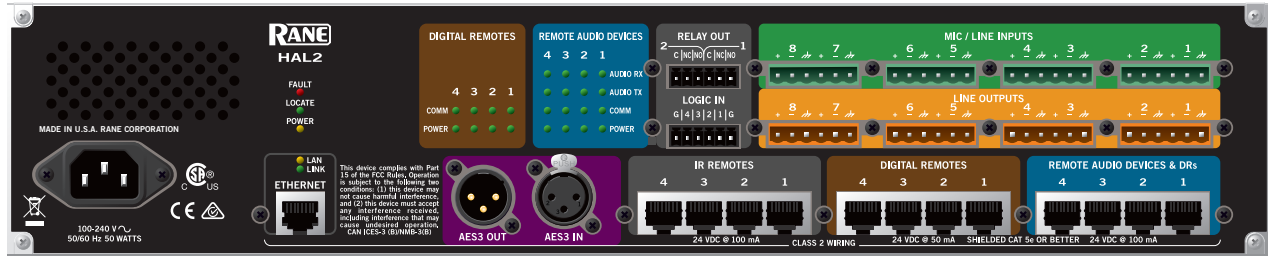 RANE
HAL2
FAULT
LOCATE
POWER
MADE IN U.S.A. RANE CORPORATION
100-240 V
50/60 Hz 50 WATTS
C US
CE
LAN
LINK
ETHERNET
This device complies with Part
15 of the FCC Rules, Operation
is subject to the following two
conditions: (1) this device may
not cause harmful interference,
and (2) this device must accept
any interference received,
including interference that may
cause undesired operation,
CAN ICES-3 (B)/NMB-3(B)
DIGITAL REMOTES
4 3 2 1
COMM
POWER
REMOTE AUDIO DEVICES
4 3 2 1
AUDIO RX
AUDIO TX
COMM
POWER
RELAY OUT
2 1
C NC NO C NC NO
LOGIC IN
G 4 3 2 1 G
MIC / LINE INPUTS
+ 8 + 7 + 6 + 5 + 4 + 3 + 2 + 1
LINE OUTPUTS
+ 8 + 7 + 6 + 5 + 4 + 3 + 2 + 1
AES3 OUT
AES3 IN
IR REMOTES
4 3 2 1
24 VDC @ 100 mA
DIGITAL REMOTES
4 3 2 1
24 VDC @ 50 mA
REMOTE AUDIO DEVICES & DRs
4 3 2 1
24 VDC @ 100 mA
CLASS 2 WIRING
SHIELDED CAT 5e OR BETTER